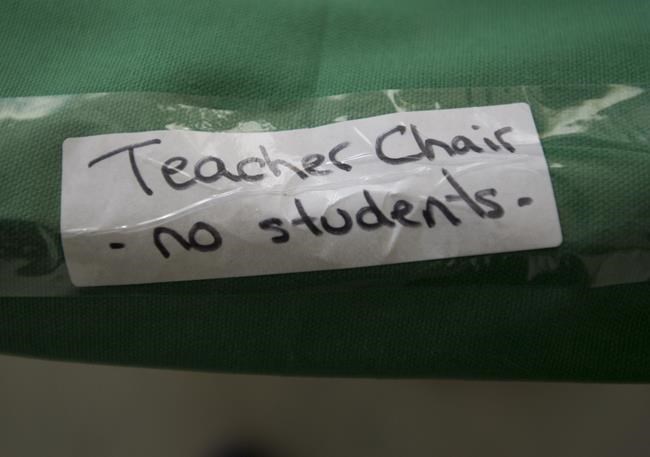 Teacher Chair
- no students -